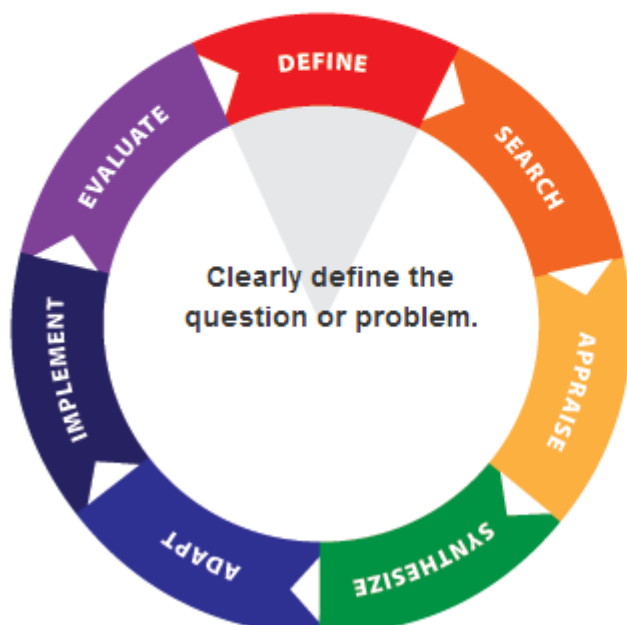 DEFINE
SEARCH
APPRAISE
SYNTHESIZE
ADAPT
IMPLEMENT
EVALUATE
Clearly define the
question or problem.